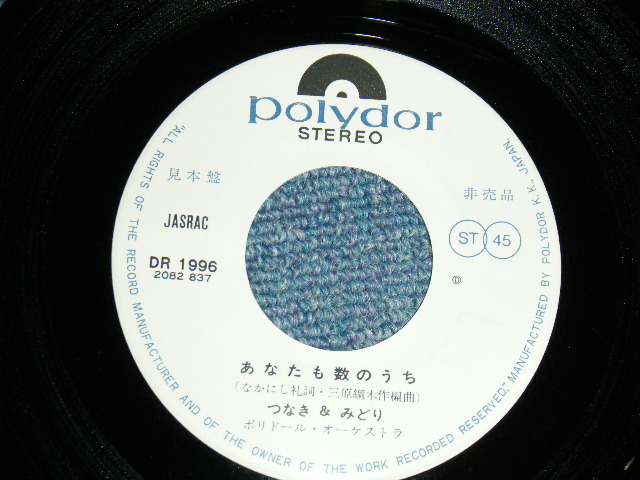 polydor
STEREO
見本盤
非売品
JASRAC
ST 45
DR 1996
2082 837
Ⓟ
あなたも数のうち
(なかにし礼詞・三原綱木作編曲)
つなき & みどり
ポリドール・オーケストラ
"ALL RIGHTS OF THE RECORD MANUFACTURER AND OF THE OWNER OF THE WORK RECORDED RESERVED." MANUFACTURED BY POLYDOR K. K., JAPAN.